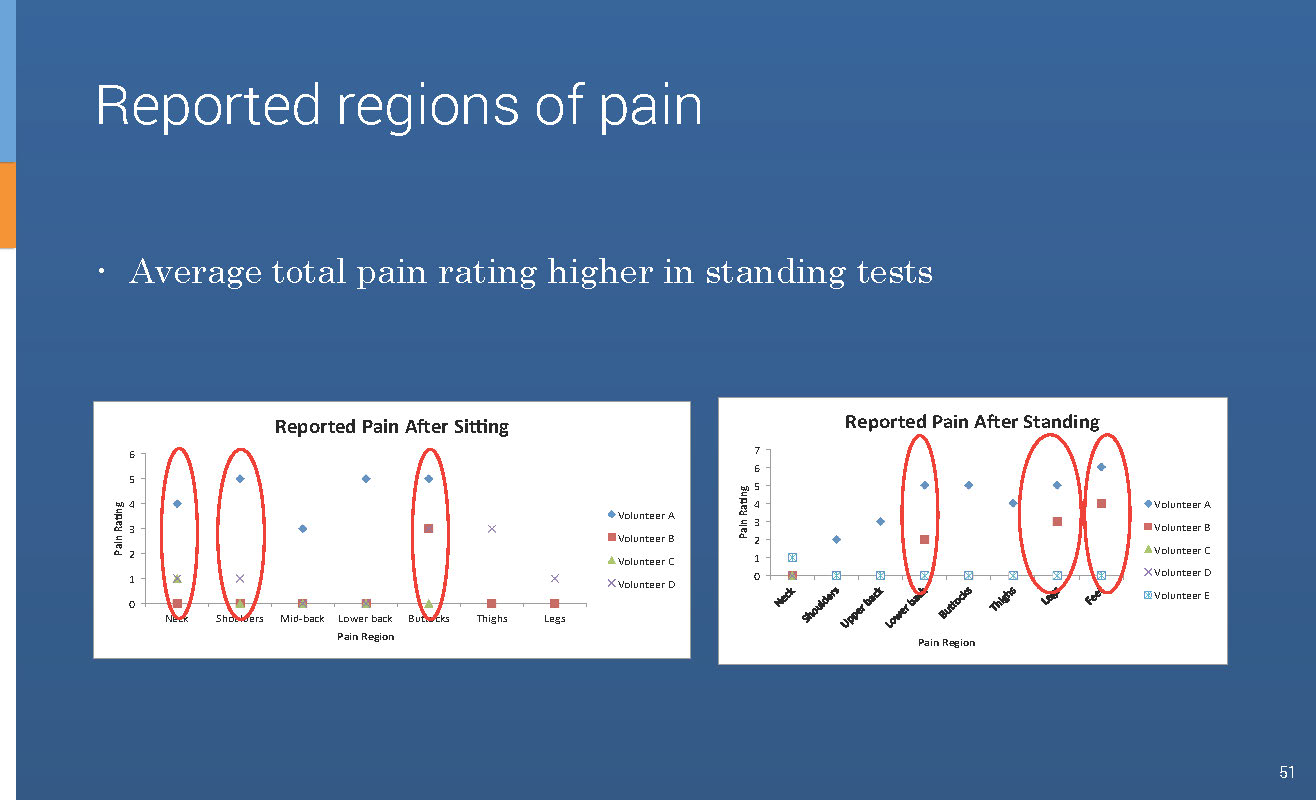 Reported regions of pain
• Average total pain rating higher in standing tests
Reported Pain After Sitting
6
5
4
3
2
1
0
Pain Rating
Neck Shoulders Mid-back Lower back Buttocks Thighs Legs
Pain Region
Volunteer A
Volunteer B
Volunteer C
Volunteer D
Reported Pain After Standing
7
6
5
4
3
2
1
0
Pain Rating
Neck Shoulders Upper back Lower back Buttocks Thighs Legs Feet
Pain Region
Volunteer A
Volunteer B
Volunteer C
Volunteer D
Volunteer E
51